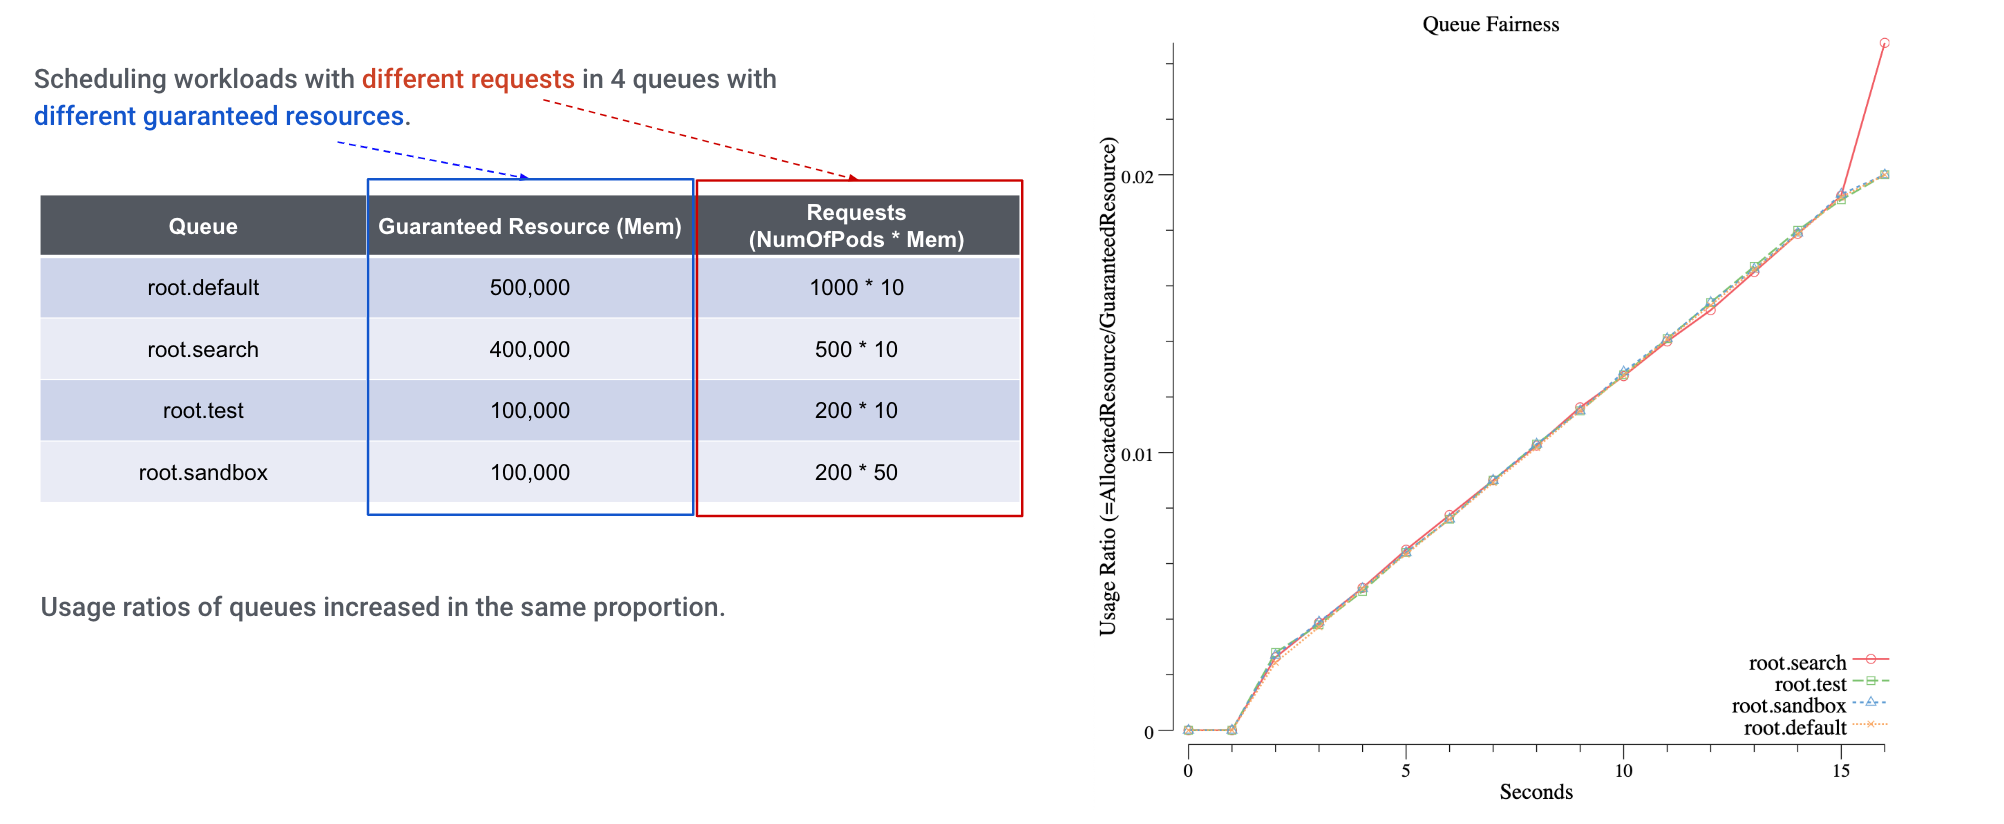 Scheduling workloads with different requests in 4 queues with
different guaranteed resources.
Queue
Guaranteed Resource (Mem)
Requests
(NumOfPods * Mem)
root.default
500,000
1000 * 10
root.search
400,000
500 * 10
root.test
100,000
200 * 10
root.sandbox
100,000
200 * 50
Usage ratios of queues increased in the same proportion.
Queue Fairness
Usage Ratio (=AllocatedResource/GuaranteedResource)
0.02
0.01
0
root.search
root.test
root.sandbox
root.default
0
5
10
15
Seconds